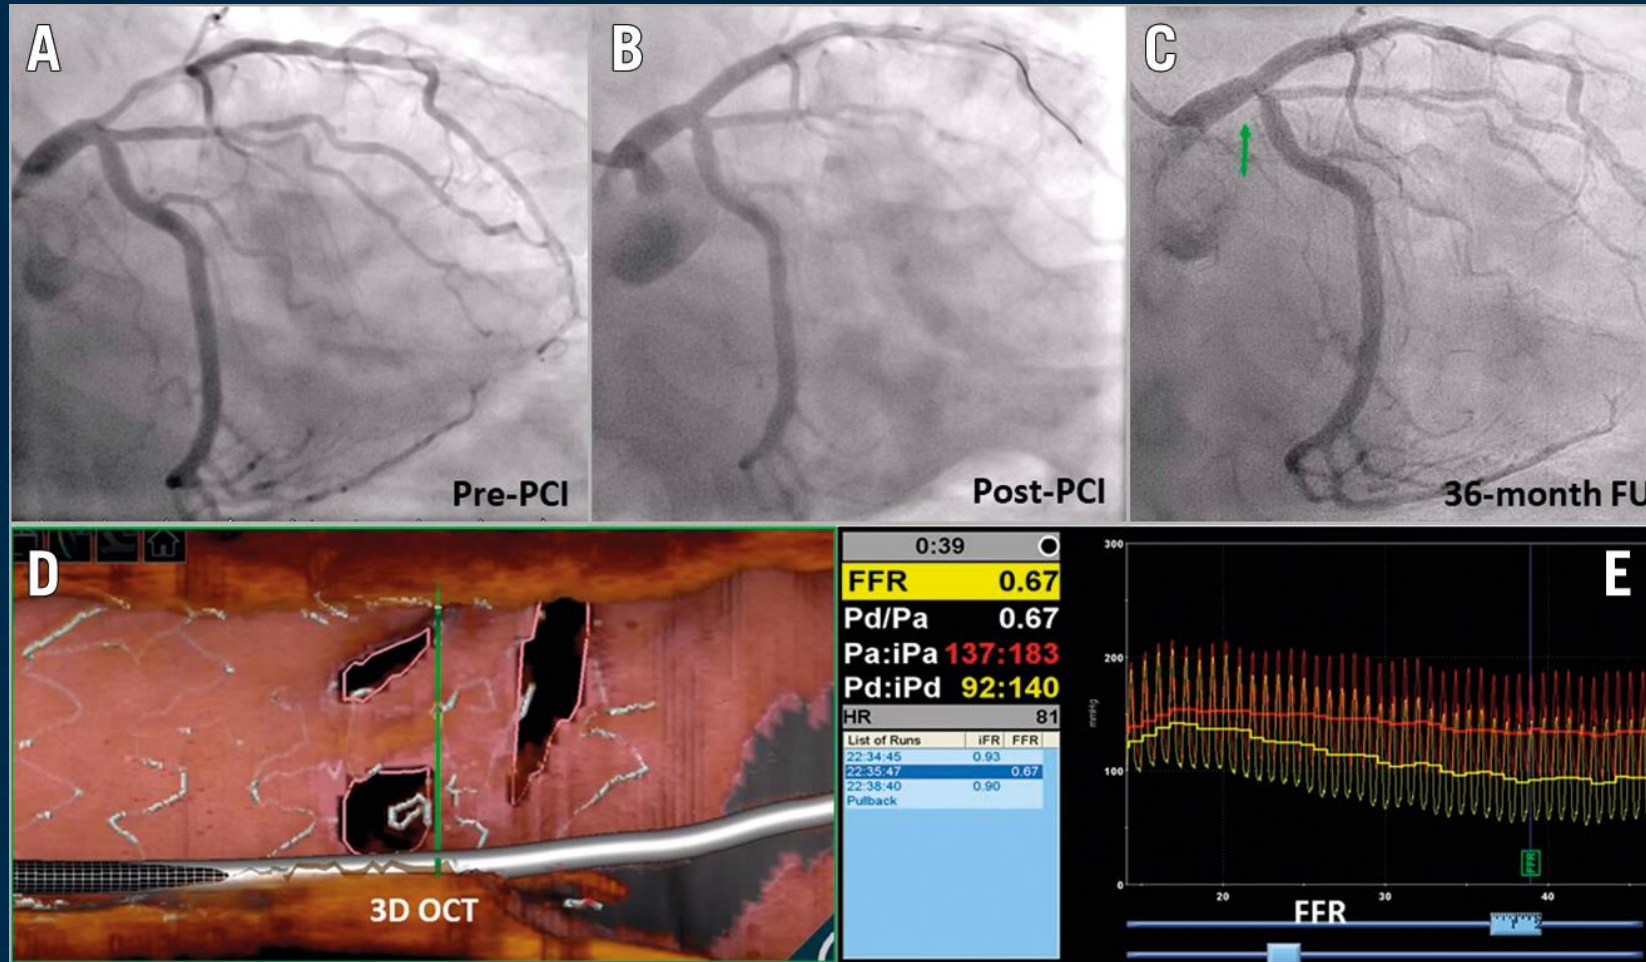 A
Pre-PCI
B
Post-PCI
C
36-month FU
D
3D OCT
0:39
FFR 0.67
Pd/Pa 0.67
Pa:iPa 137:183
Pd:iPd 92:140
HR 81
List of Runs iFR FFR
22:34:45 0.93
22:35:47 0.67
22:38:40 0.90
Pullback
E
300
200
100
0
mmHg
FFR
20 30 40
FFR